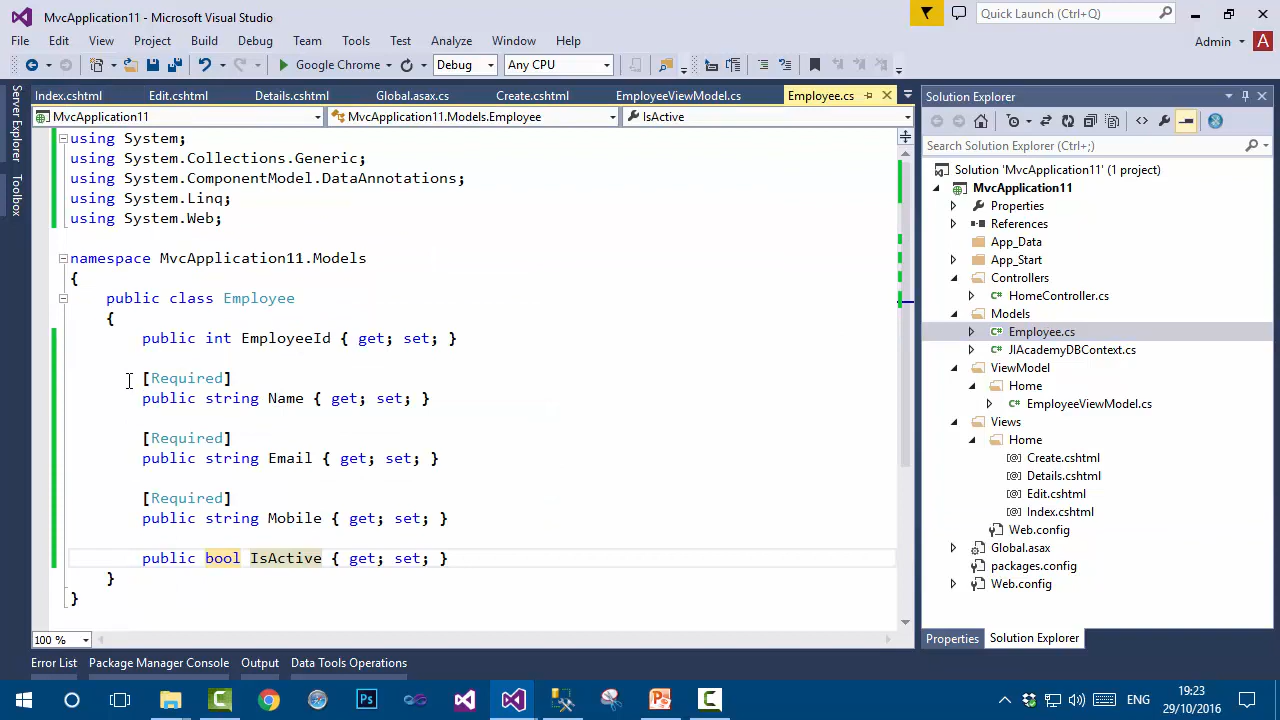 MvcApplication11 - Microsoft Visual Studio
Quick Launch (Ctrl+Q)
File Edit View Project Build Debug Team Tools Test Analyze Window Help
Admin A
Google Chrome Debug Any CPU
Server Explorer
Toolbox
Index.cshtml Edit.cshtml Details.cshtml Global.asax.cs Create.cshtml EmployeeViewModel.cs Employee.cs
MvcApplication11 MvcApplication11.Models.Employee IsActive
using System;
using System.Collections.Generic;
using System.ComponentModel.DataAnnotations;
using System.Linq;
using System.Web;
namespace MvcApplication11.Models
{
public class Employee
{
public int EmployeeId { get; set; }
[Required]
public string Name { get; set; }
[Required]
public string Email { get; set; }
[Required]
public string Mobile { get; set; }
public bool IsActive { get; set; }
}
}
100 %
Solution Explorer
Search Solution Explorer (Ctrl+;)
Solution 'MvcApplication11' (1 project)
MvcApplication11
Properties
References
App_Data
App_Start
Controllers
HomeController.cs
Models
Employee.cs
JIAcademyDBContext.cs
ViewModel
Home
EmployeeViewModel.cs
Views
Home
Create.cshtml
Details.cshtml
Edit.cshtml
Index.cshtml
Web.config
Global.asax
packages.config
Web.config
Properties Solution Explorer
Error List Package Manager Console Output Data Tools Operations
ENG
19:23
29/10/2016